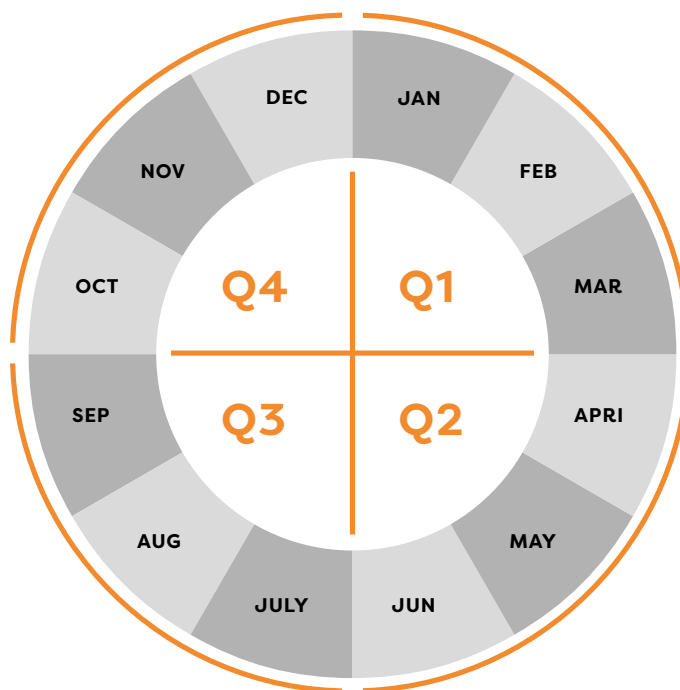 DEC
JAN
NOV
FEB
OCT
Q4
Q1
MAR
SEP
Q3
Q2
APRI
AUG
MAY
JULY
JUN